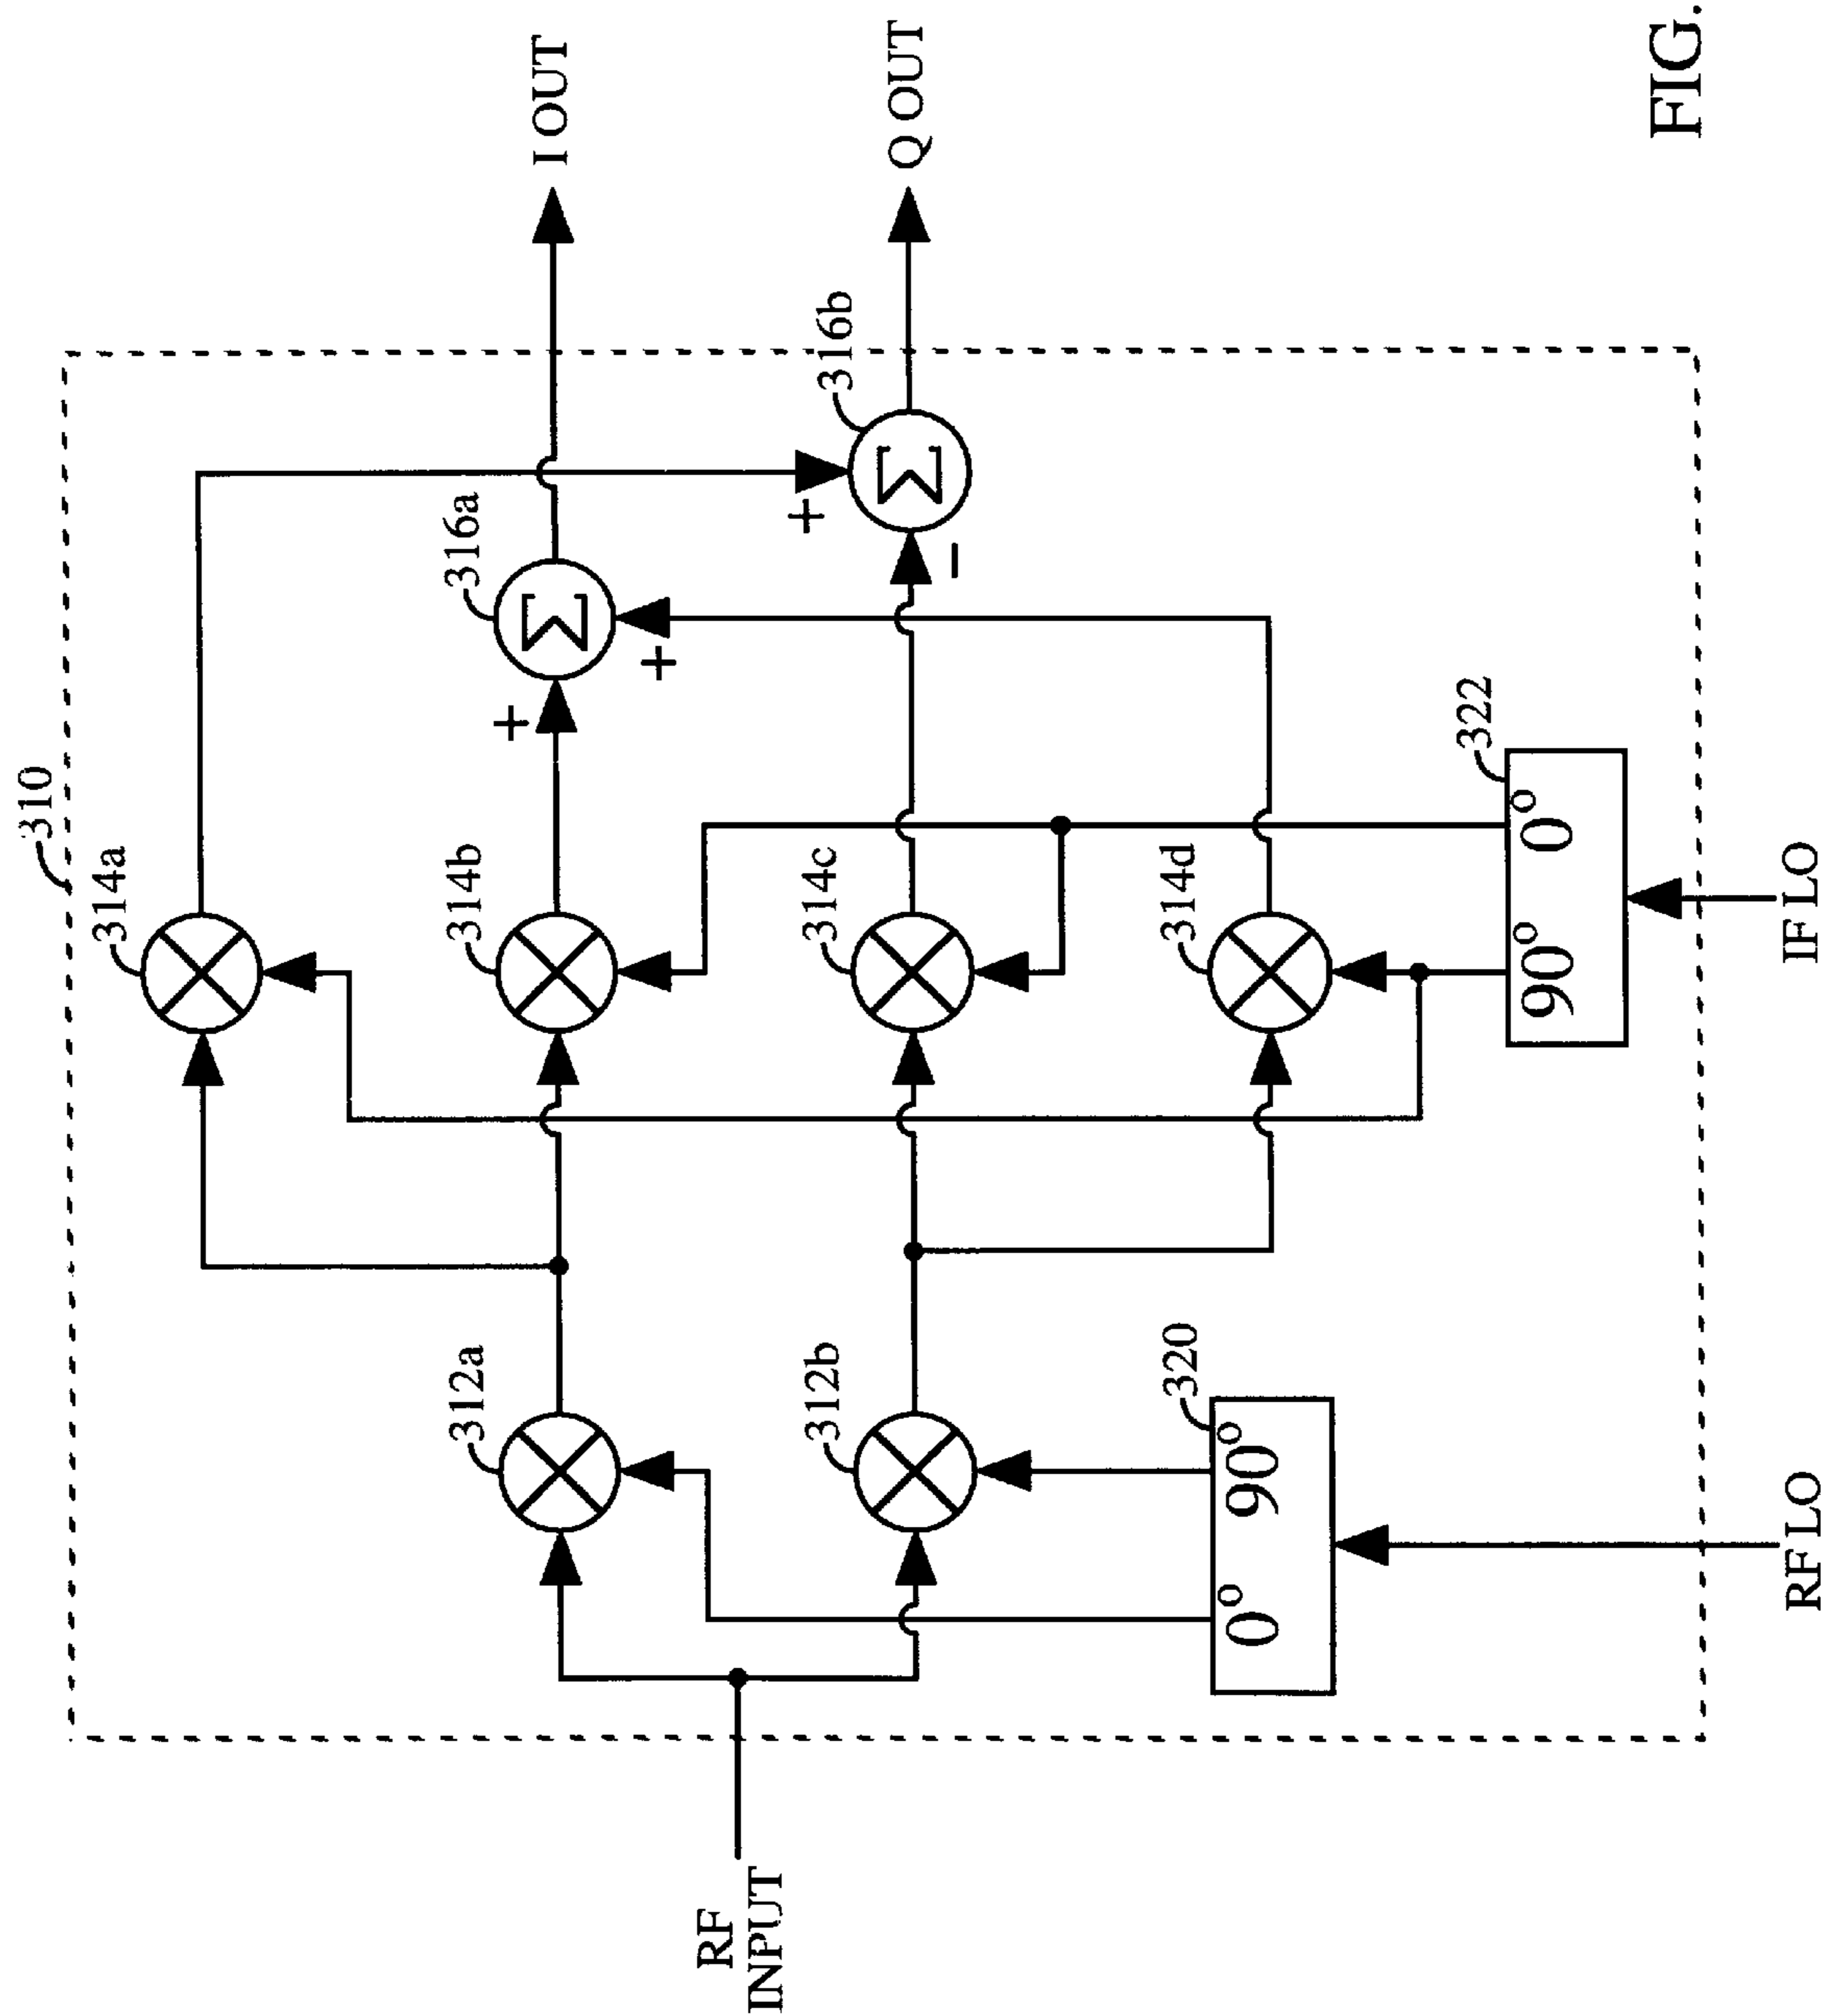 310
314a
312a
314b
316a
I OUT
RF
INPUT
312b
314c
316b
Q OUT
314d
320
322
0°
90°
90°
0°
RF LO
IF LO
+
+
+
−
Σ
Σ
FIG.